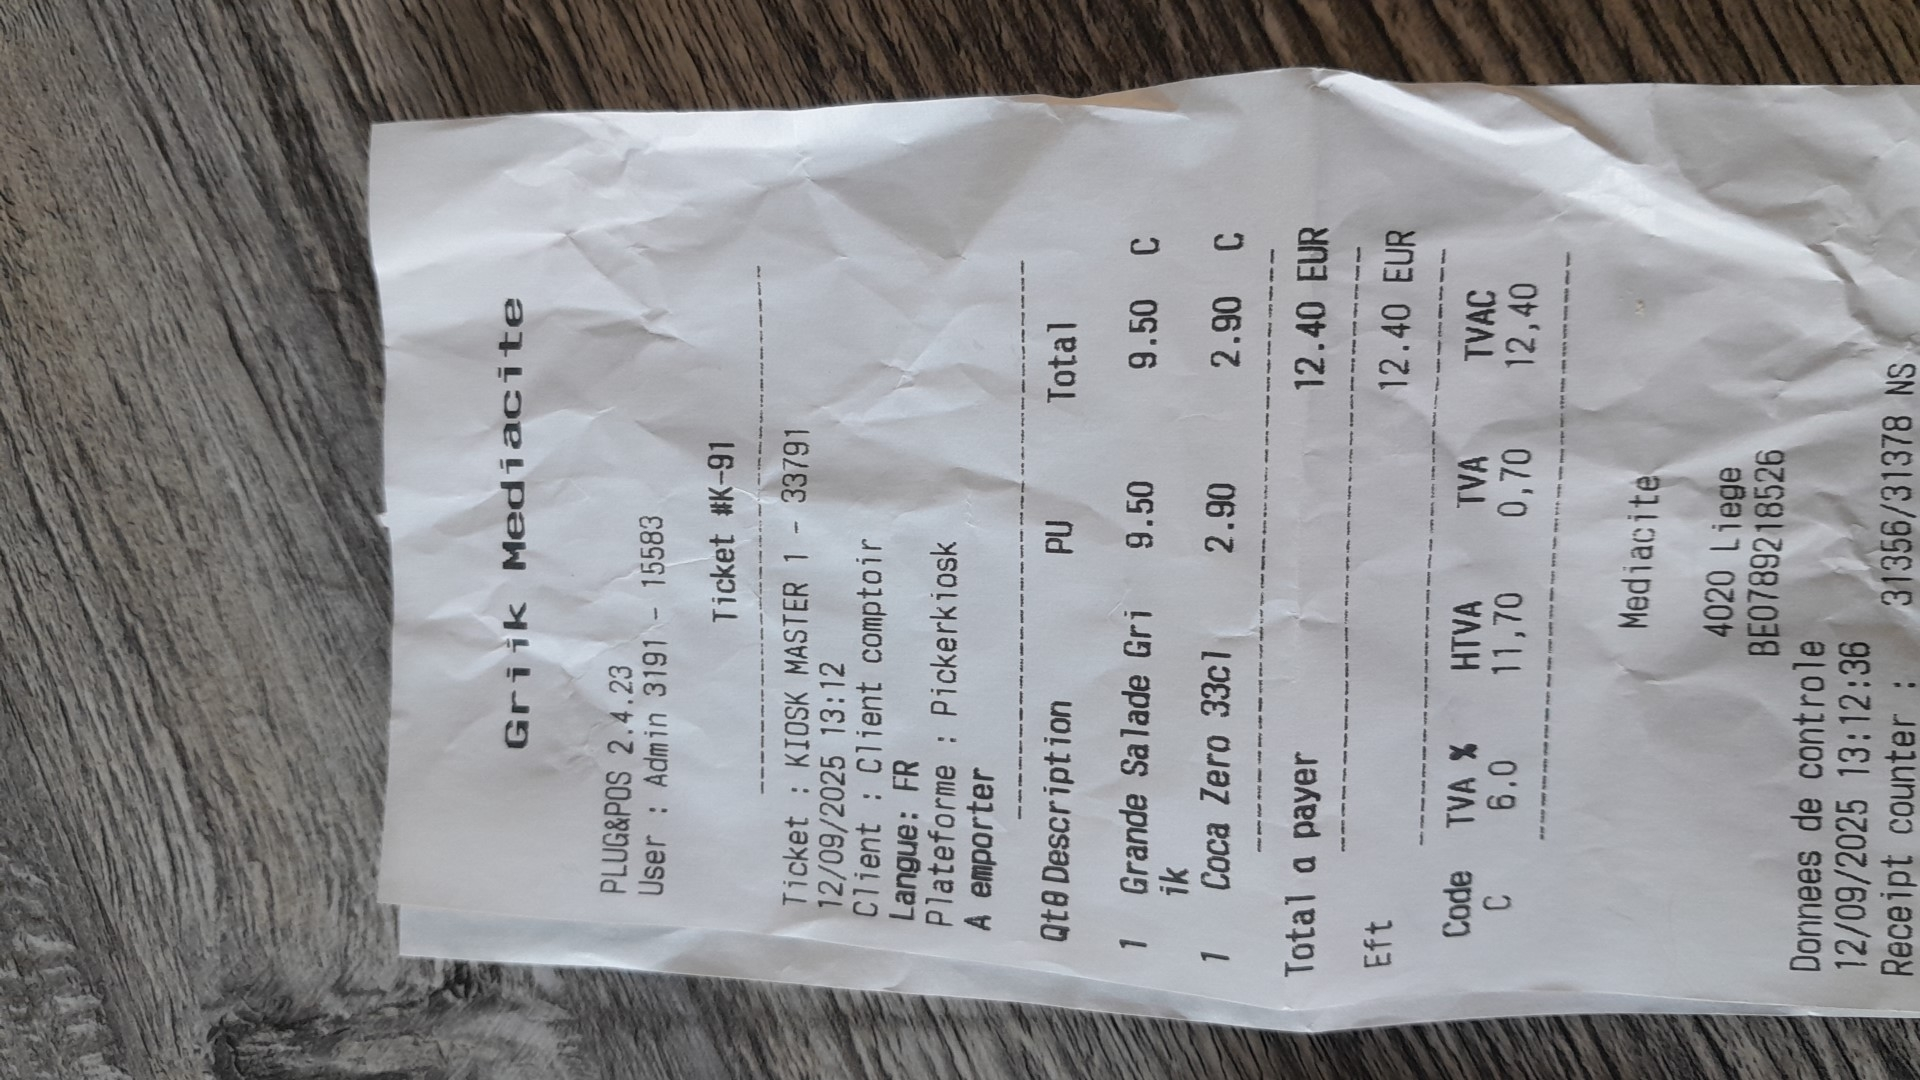 Griik Mediacite
PLUG&POS 2.4.23
User : Admin 3191 - 15583
Ticket #K-91
Ticket : KIOSK MASTER 1 - 33791
12/09/2025 13:12
Client : Client comptoir
Langue: FR
Plateforme : Pickerkiosk
A emporter
Qtθ Description PU Total
1 Grande Salade Gri 9.50 9.50 C
ik
1 Coca Zero 33cl 2.90 2.90 C
Total a payer 12.40 EUR
Eft 12.40 EUR
Code TVA % HTVA TVA TVAC
C 6.0 11,70 0,70 12,40
Mediacite
4020 Liege
BE0789218526
Donnees de controle
12/09/2025 13:12:36
Receipt counter : 31356/31378 NS